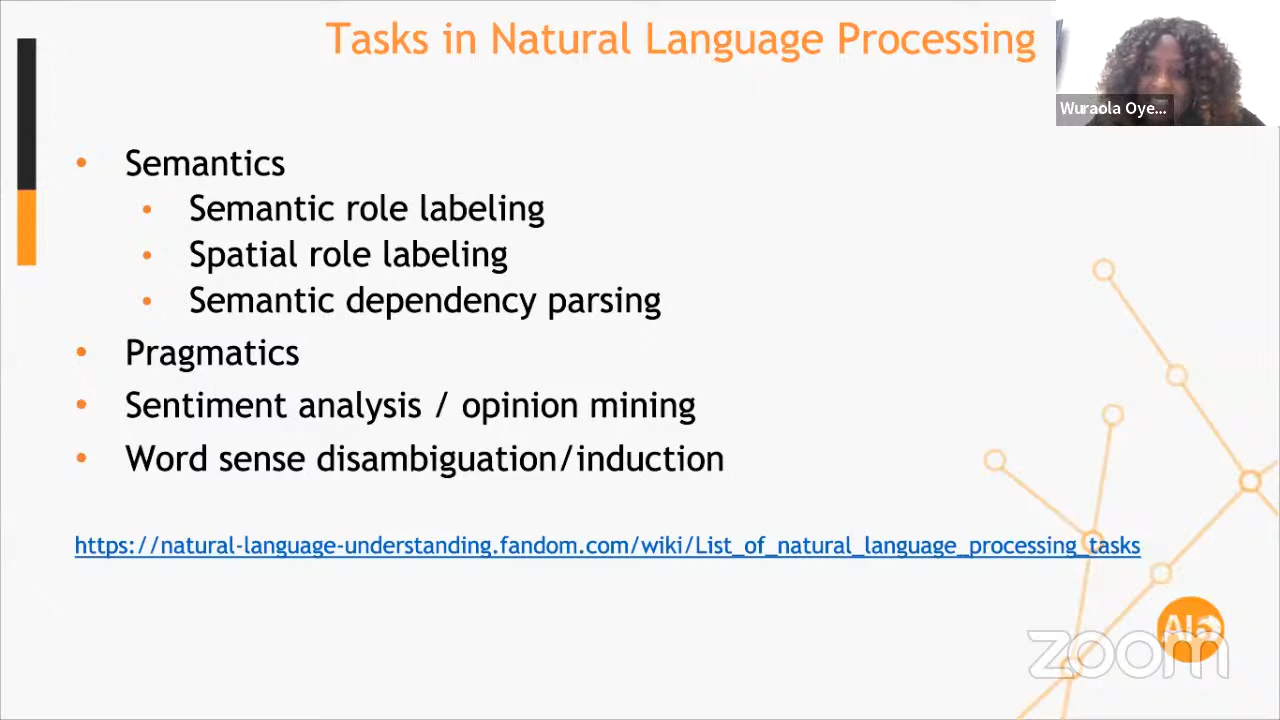 Tasks in Natural Language Processing
Wuraola Oye...
• Semantics
• Semantic role labeling
• Spatial role labeling
• Semantic dependency parsing
• Pragmatics
• Sentiment analysis / opinion mining
• Word sense disambiguation/induction
https://natural-language-understanding.fandom.com/wiki/List_of_natural_language_processing_tasks
zoom